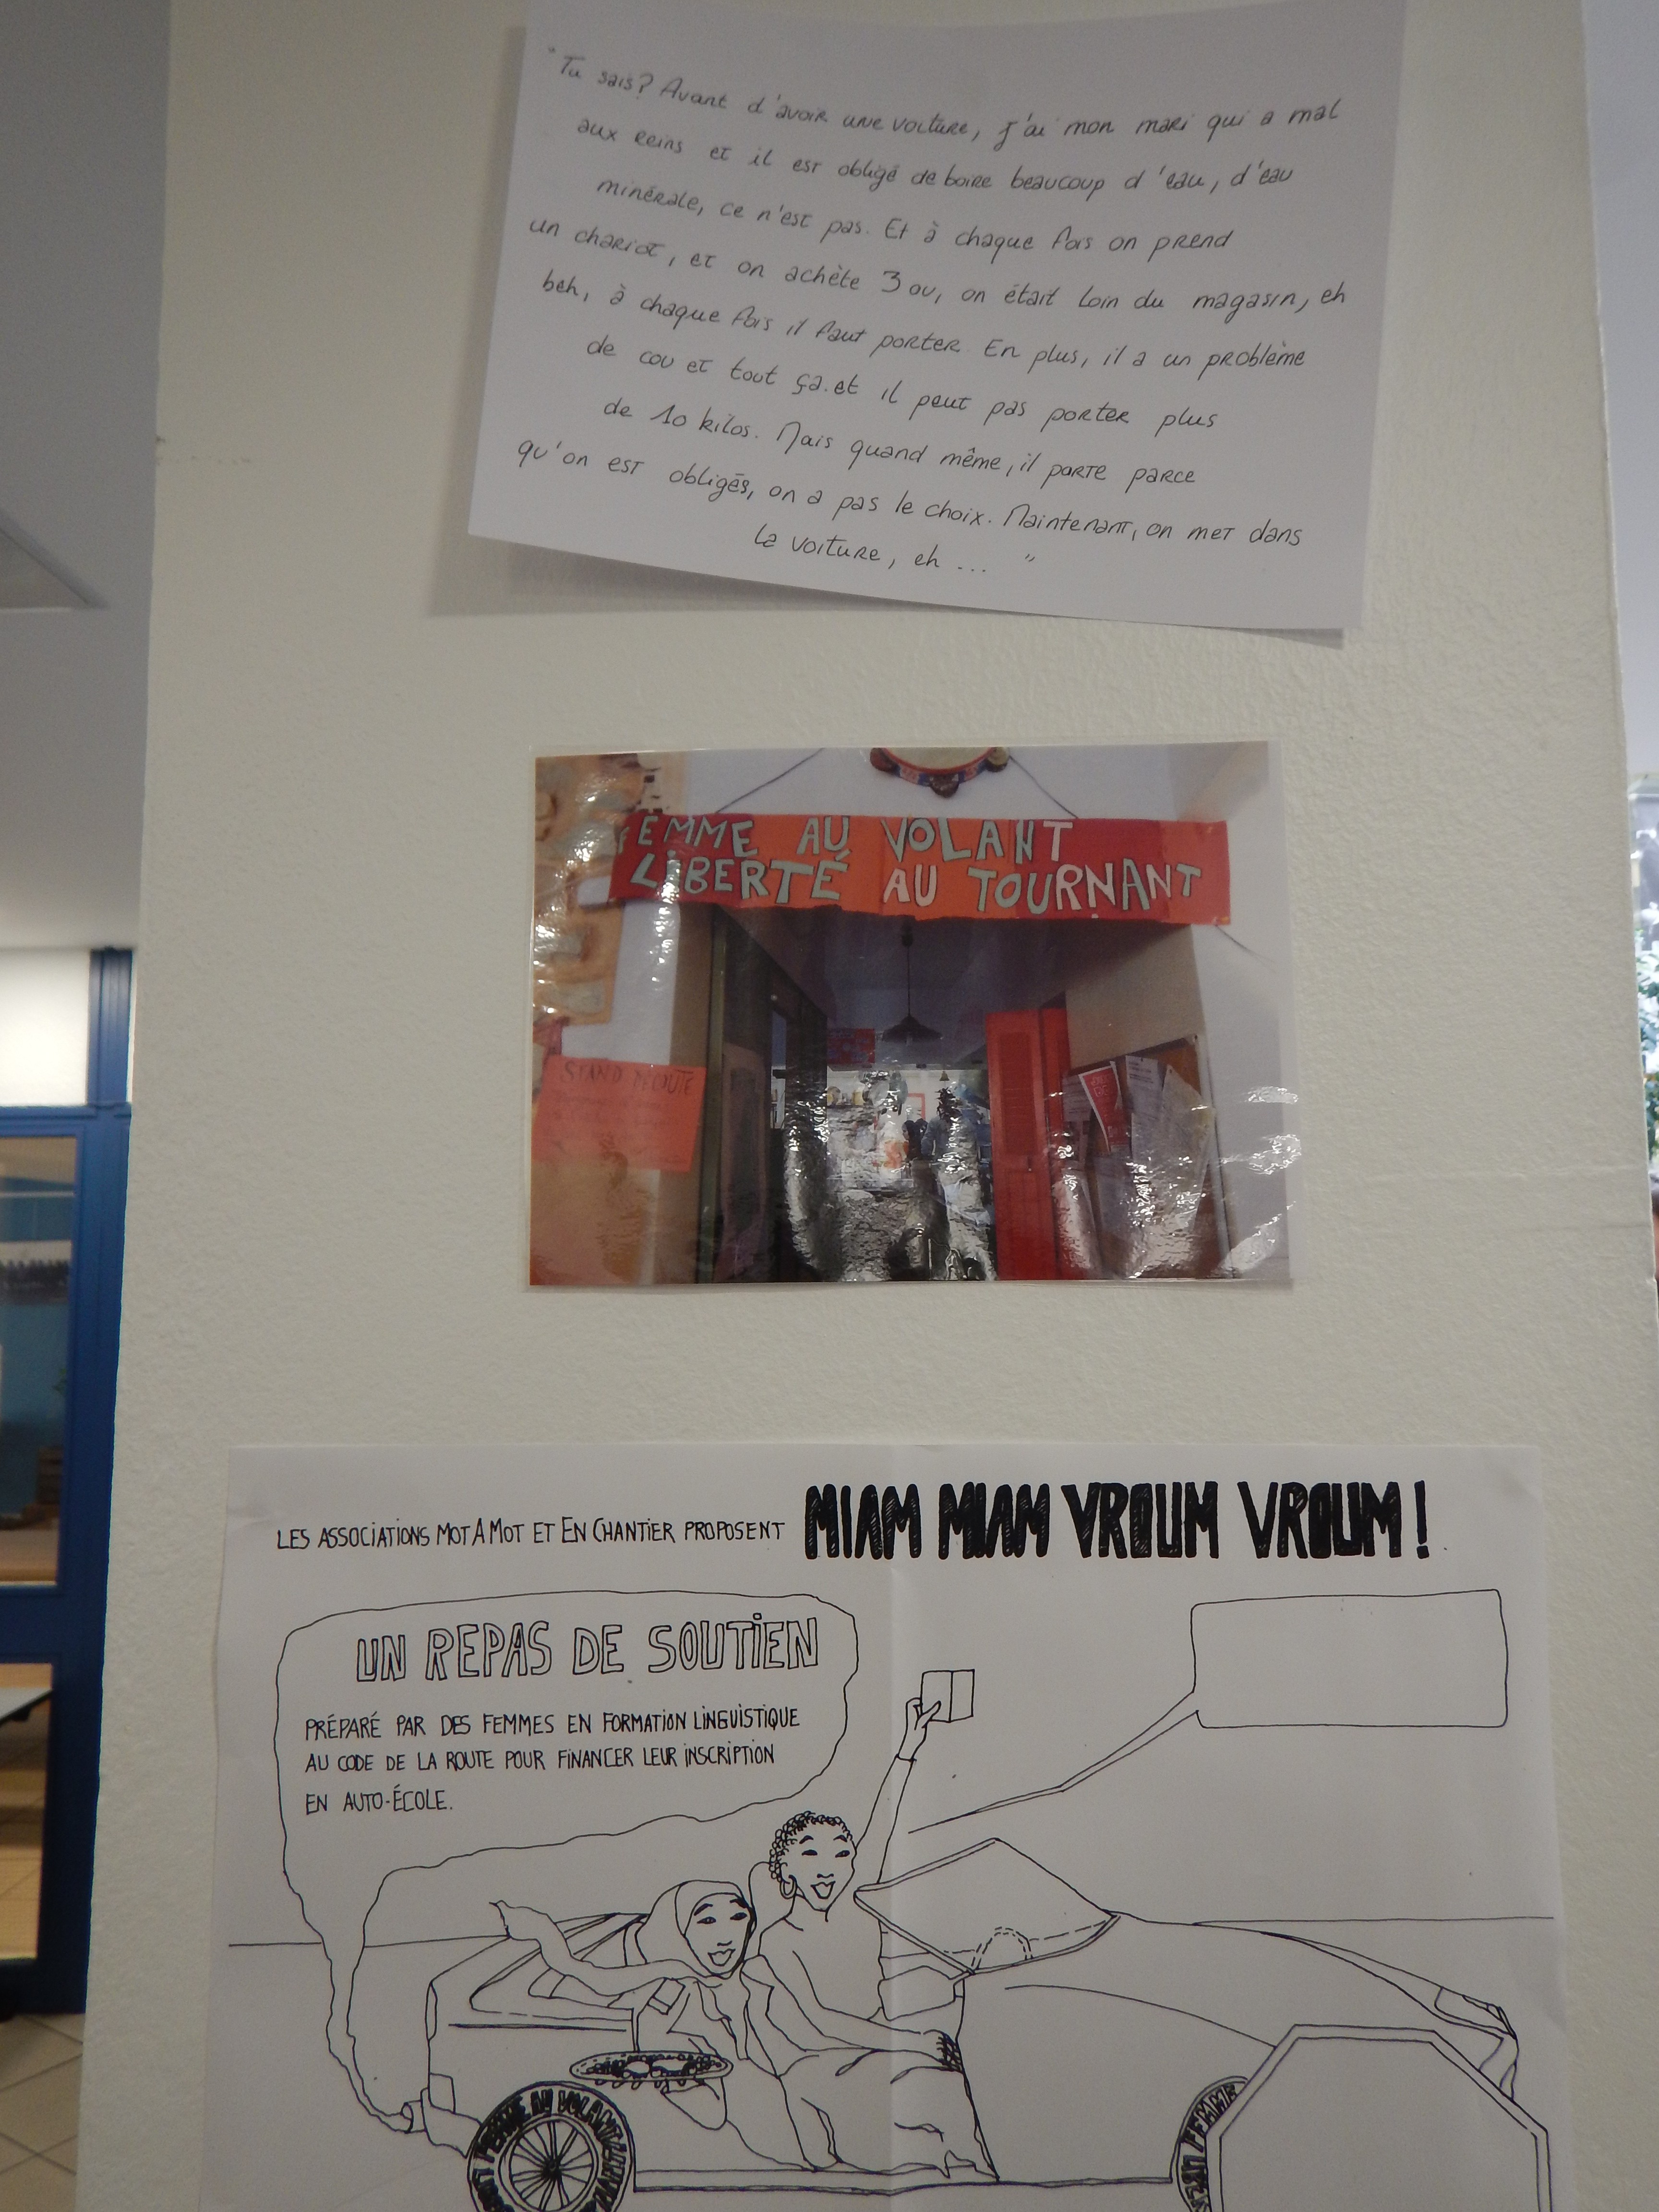 "Tu sais? Avant d'avoir une voiture, j'ai mon mari qui a mal
aux reins et il est obligé de boire beaucoup d'eau, d'eau
minérale, ce n'est pas. Et à chaque fois on prend
un chariot, et on achète 3 ou, on était loin du magasin, eh
beh, à chaque fois il faut porter. En plus, il a un problème
de cou et tout ça. et il peut pas porter plus
de 10 kilos. Mais quand même, il porte parce
qu'on est obligés, on a pas le choix. Maintenant, on met dans
la voiture, eh ... "
FEMME AU VOLANT
LIBERTÉ AU TOURNANT
STAND
LES ASSOCIATIONS MOT A MOT ET EN CHANTIER PROPOSENT MIAM MIAM VROUM VROUM !
UN REPAS DE SOUTIEN
PRÉPARÉ PAR DES FEMMES EN FORMATION LINGUISTIQUE
AU CODE DE LA ROUTE POUR FINANCER LEUR INSCRIPTION
EN AUTO-ÉCOLE.
FEMME AU VOLANT
FEMME